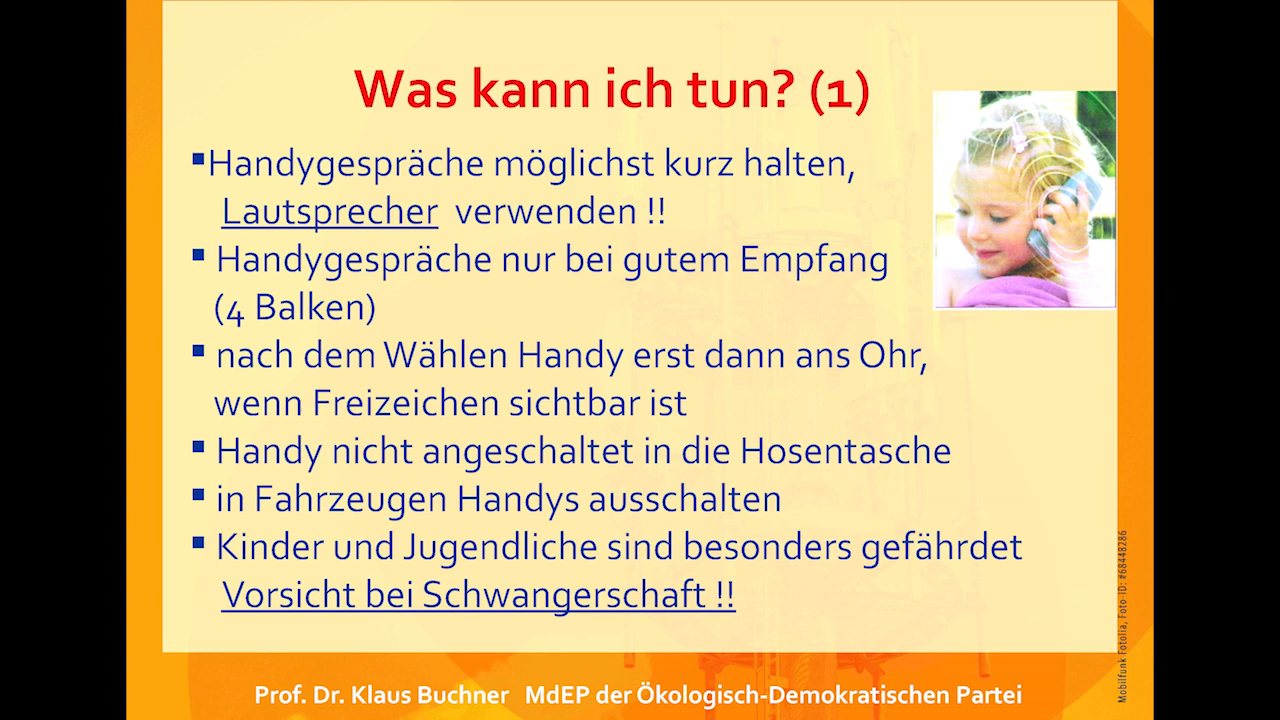 Was kann ich tun? (1)
▪Handygespräche möglichst kurz halten,
Lautsprecher verwenden !!
▪ Handygespräche nur bei gutem Empfang
(4 Balken)
▪ nach dem Wählen Handy erst dann ans Ohr,
wenn Freizeichen sichtbar ist
▪ Handy nicht angeschaltet in die Hosentasche
▪ in Fahrzeugen Handys ausschalten
▪ Kinder und Jugendliche sind besonders gefährdet
Vorsicht bei Schwangerschaft !!
Mobilfunk Fotolia, Foto-ID: #68448286
Prof. Dr. Klaus Buchner MdEP der Ökologisch-Demokratischen Partei